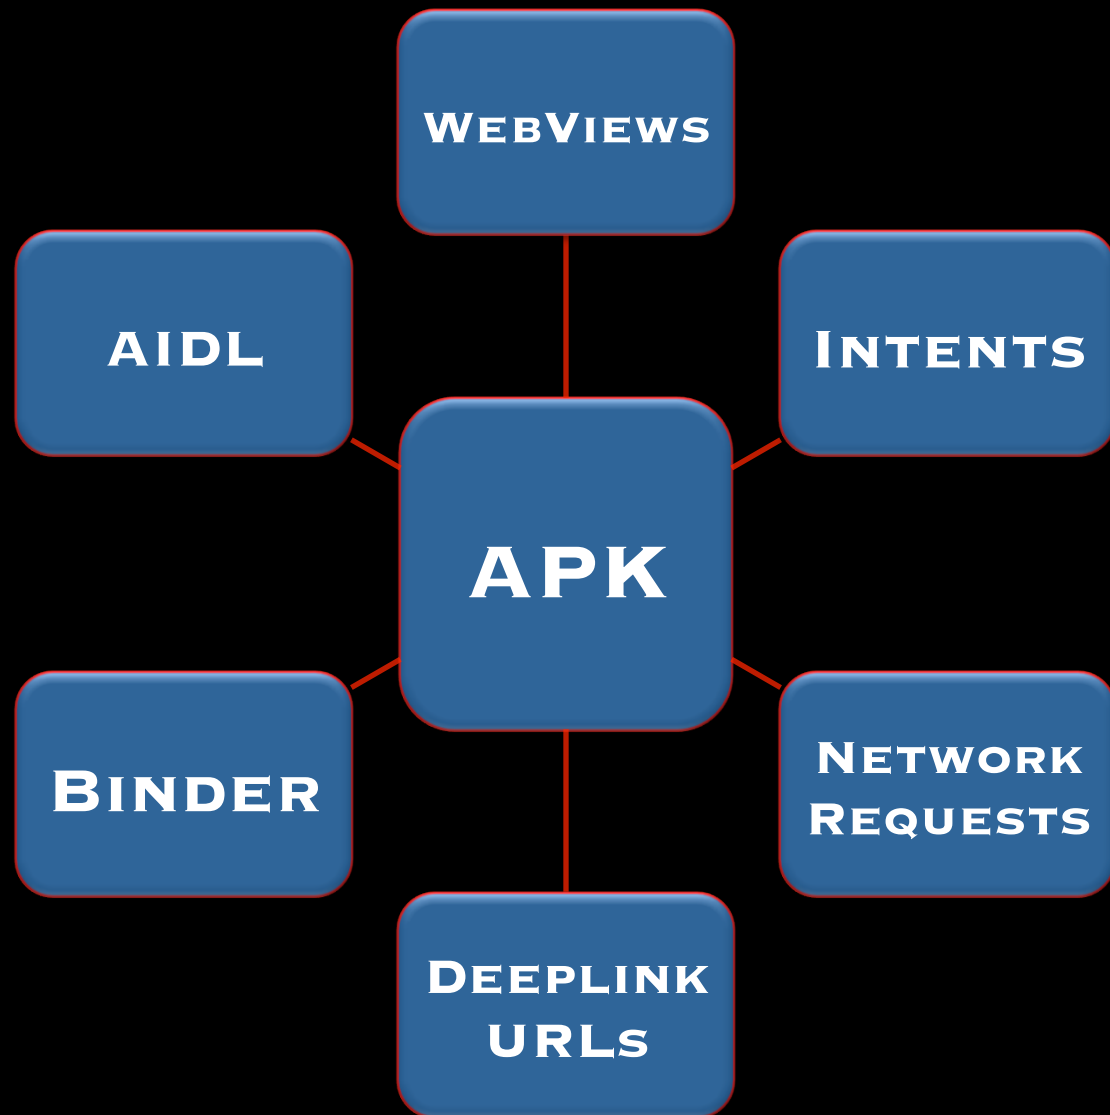 WebViews
AIDL
Intents
APK
Binder
Network
Requests
Deeplink
URLs